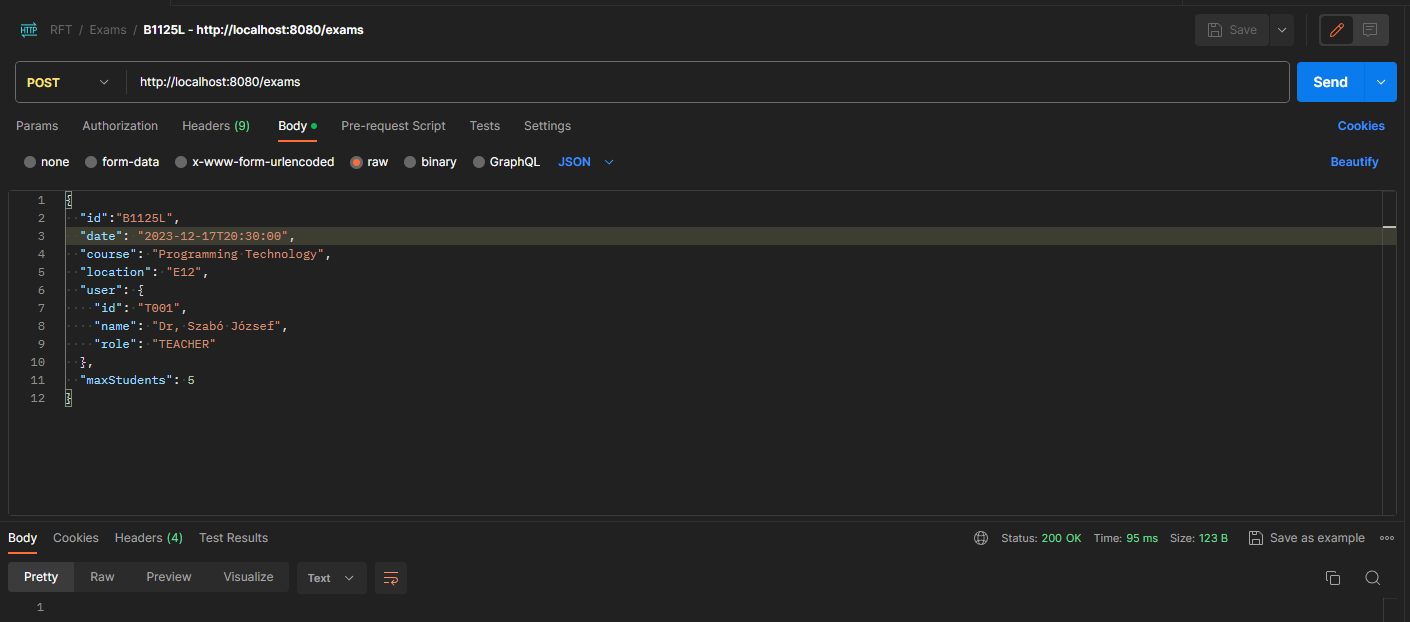 HTTP RFT / Exams / B1125L - http://localhost:8080/exams Save
POST http://localhost:8080/exams Send
Params Authorization Headers (9) Body Pre-request Script Tests Settings Cookies
none form-data x-www-form-urlencoded raw binary GraphQL JSON Beautify
1 {
2 "id":"B1125L",
3 "date": "2023-12-17T20:30:00",
4 "course": "Programming Technology",
5 "location": "E12",
6 "user": {
7 "id": "T001",
8 "name": "Dr, Szabó József",
9 "role": "TEACHER"
10 },
11 "maxStudents": 5
12 }
Body Cookies Headers (4) Test Results Status: 200 OK Time: 95 ms Size: 123 B Save as example
Pretty Raw Preview Visualize Text
1